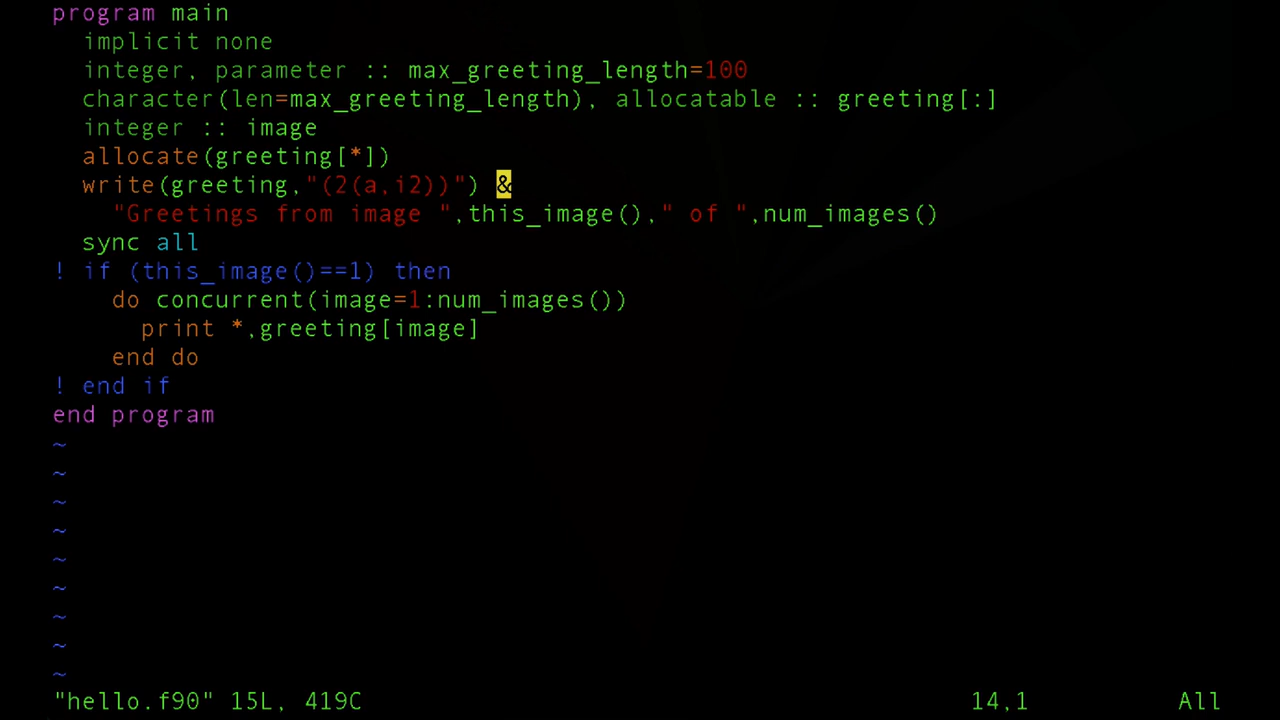 program main
  implicit none
  integer, parameter :: max_greeting_length=100
  character(len=max_greeting_length), allocatable :: greeting[:]
  integer :: image
  allocate(greeting[*])
  write(greeting,"(2(a,i2))") &
    "Greetings from image ",this_image()," of ",num_images()
  sync all
! if (this_image()==1) then
    do concurrent(image=1:num_images())
      print *,greeting[image]
    end do
! end if
end program
~
~
~
~
~
~
~
~
~
"hello.f90" 15L, 419C 14,1 All